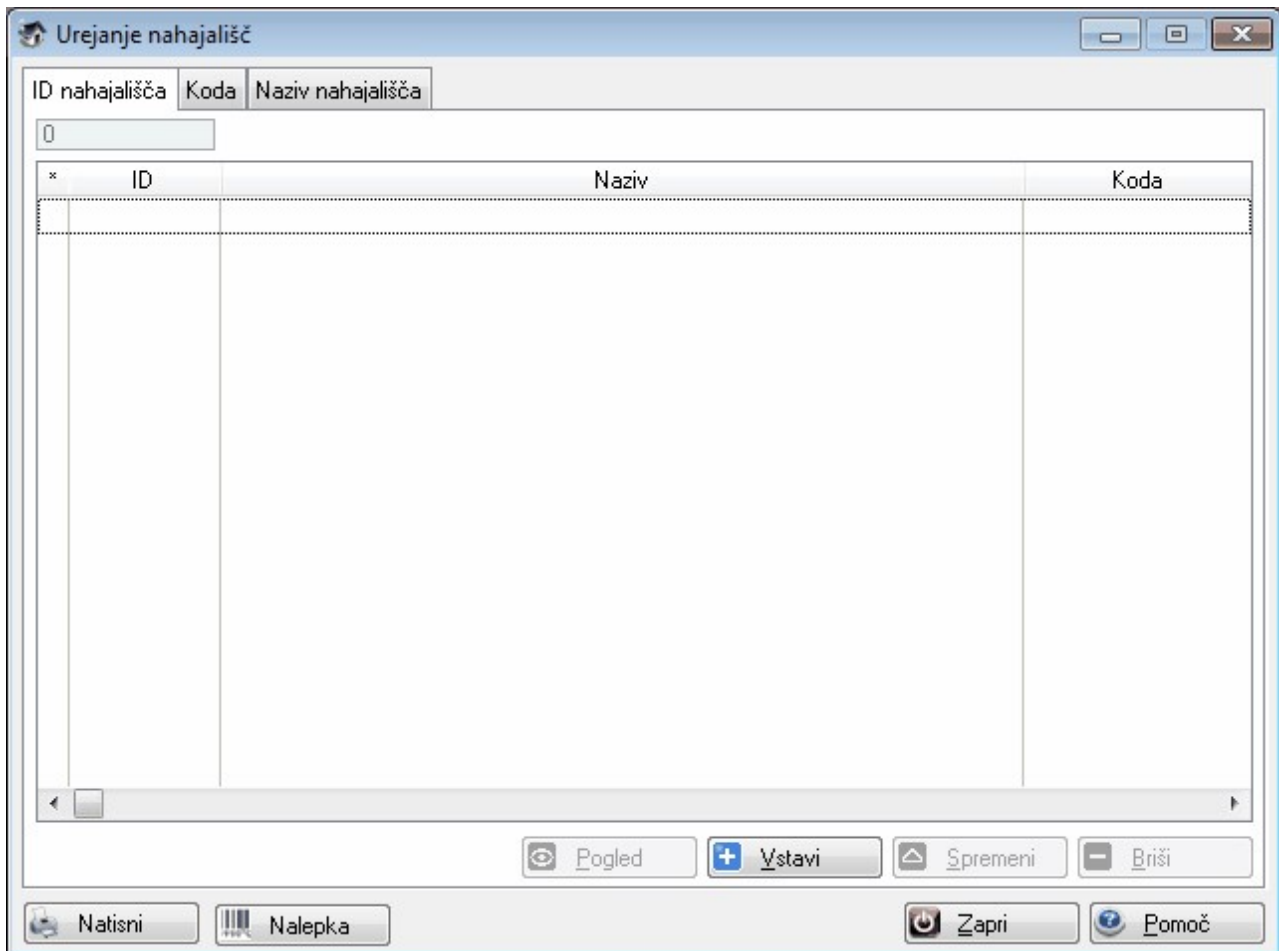 Urejanje nahajališč
ID nahajališča Koda Naziv nahajališča
0
* ID Naziv Koda
Pogled Vstavi Spremeni Briši
Natisni Nalepka Zapri Pomoč